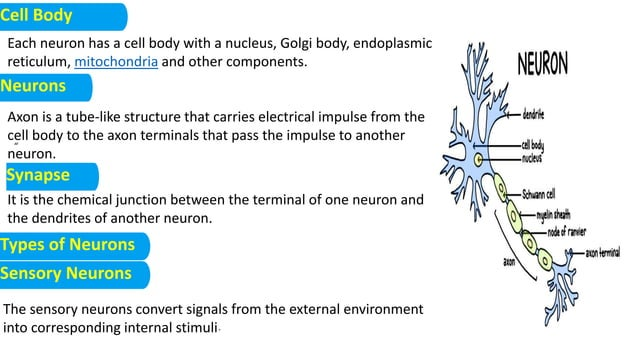 Cell Body
Each neuron has a cell body with a nucleus, Golgi body, endoplasmic
reticulum, mitochondria and other components.
Neurons
Axon is a tube-like structure that carries electrical impulse from the
cell body to the axon terminals that pass the impulse to another
neuron.
Synapse
It is the chemical junction between the terminal of one neuron and
the dendrites of another neuron.
Types of Neurons
Sensory Neurons
The sensory neurons convert signals from the external environment
into corresponding internal stimuli.
NEURON
dendrite
cell body
nucleus
Schwann cell
myelin sheath
node of ranvier
axon terminal
axon